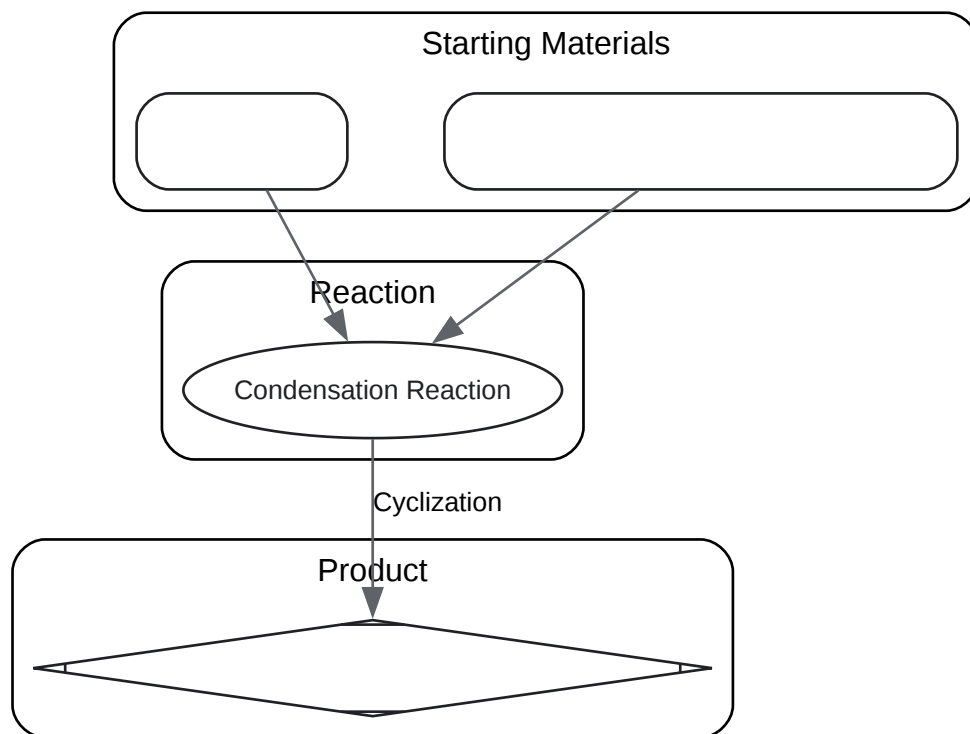 Starting Materials
Reaction
Condensation Reaction
Cyclization
Product